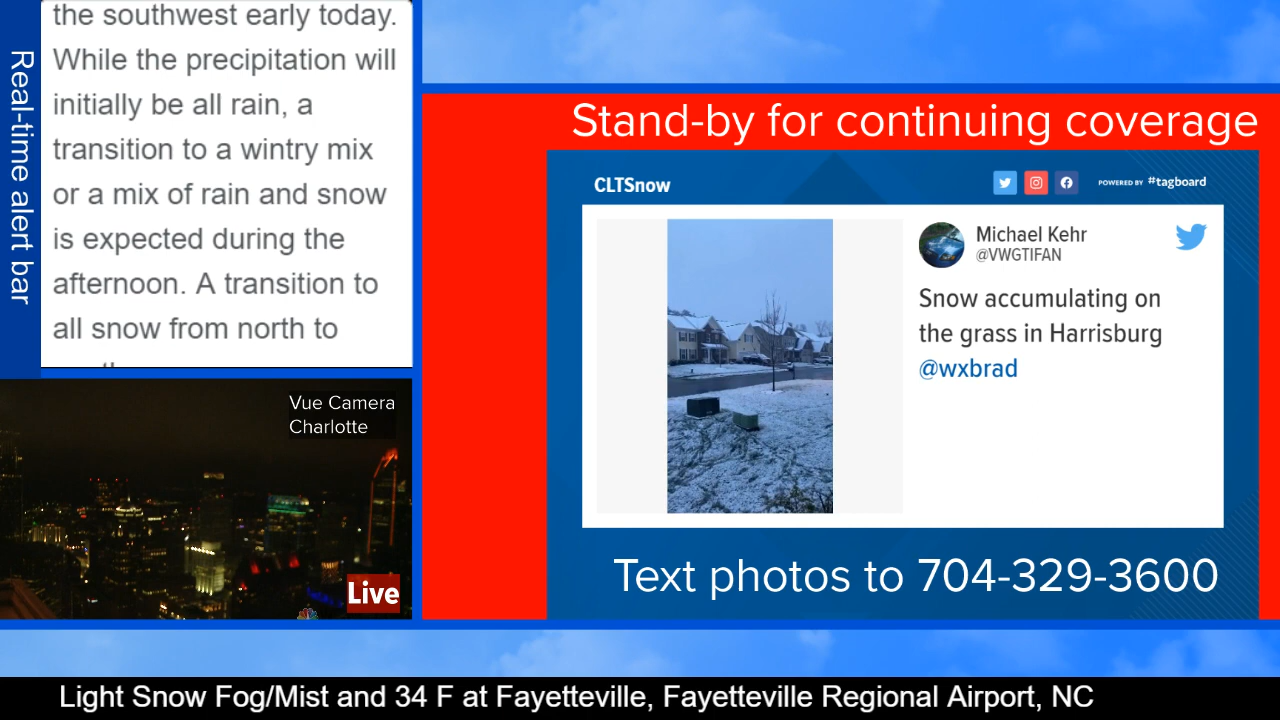 Real-time alert bar
the southwest early today.
While the precipitation will
initially be all rain, a
transition to a wintry mix
or a mix of rain and snow
is expected during the
afternoon. A transition to
all snow from north to
Vue Camera
Charlotte
Live
Stand-by for continuing coverage
CLTSnow
POWERED BY #tagboard
Michael Kehr
@VWGTIFAN
Snow accumulating on
the grass in Harrisburg
@wxbrad
Text photos to 704-329-3600
Light Snow Fog/Mist and 34 F at Fayetteville, Fayetteville Regional Airport, NC